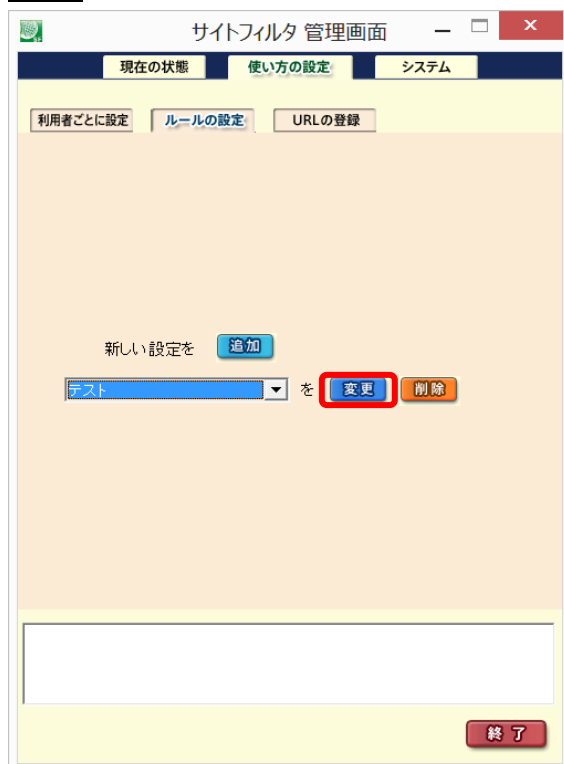 サイトフィルタ 管理画面
現在の状態 使い方の設定 システム
利用者ごとに設定 ルールの設定 URLの登録
新しい設定を 追加
テスト を 変更 削除
終了